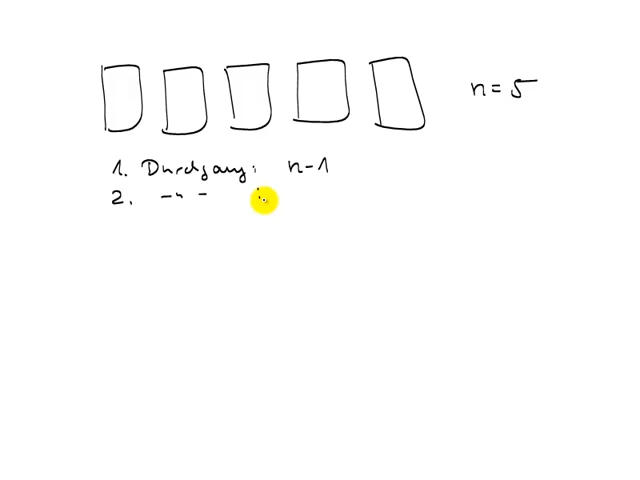 n = 5
1. Durchgang: n-1
2. -"- :